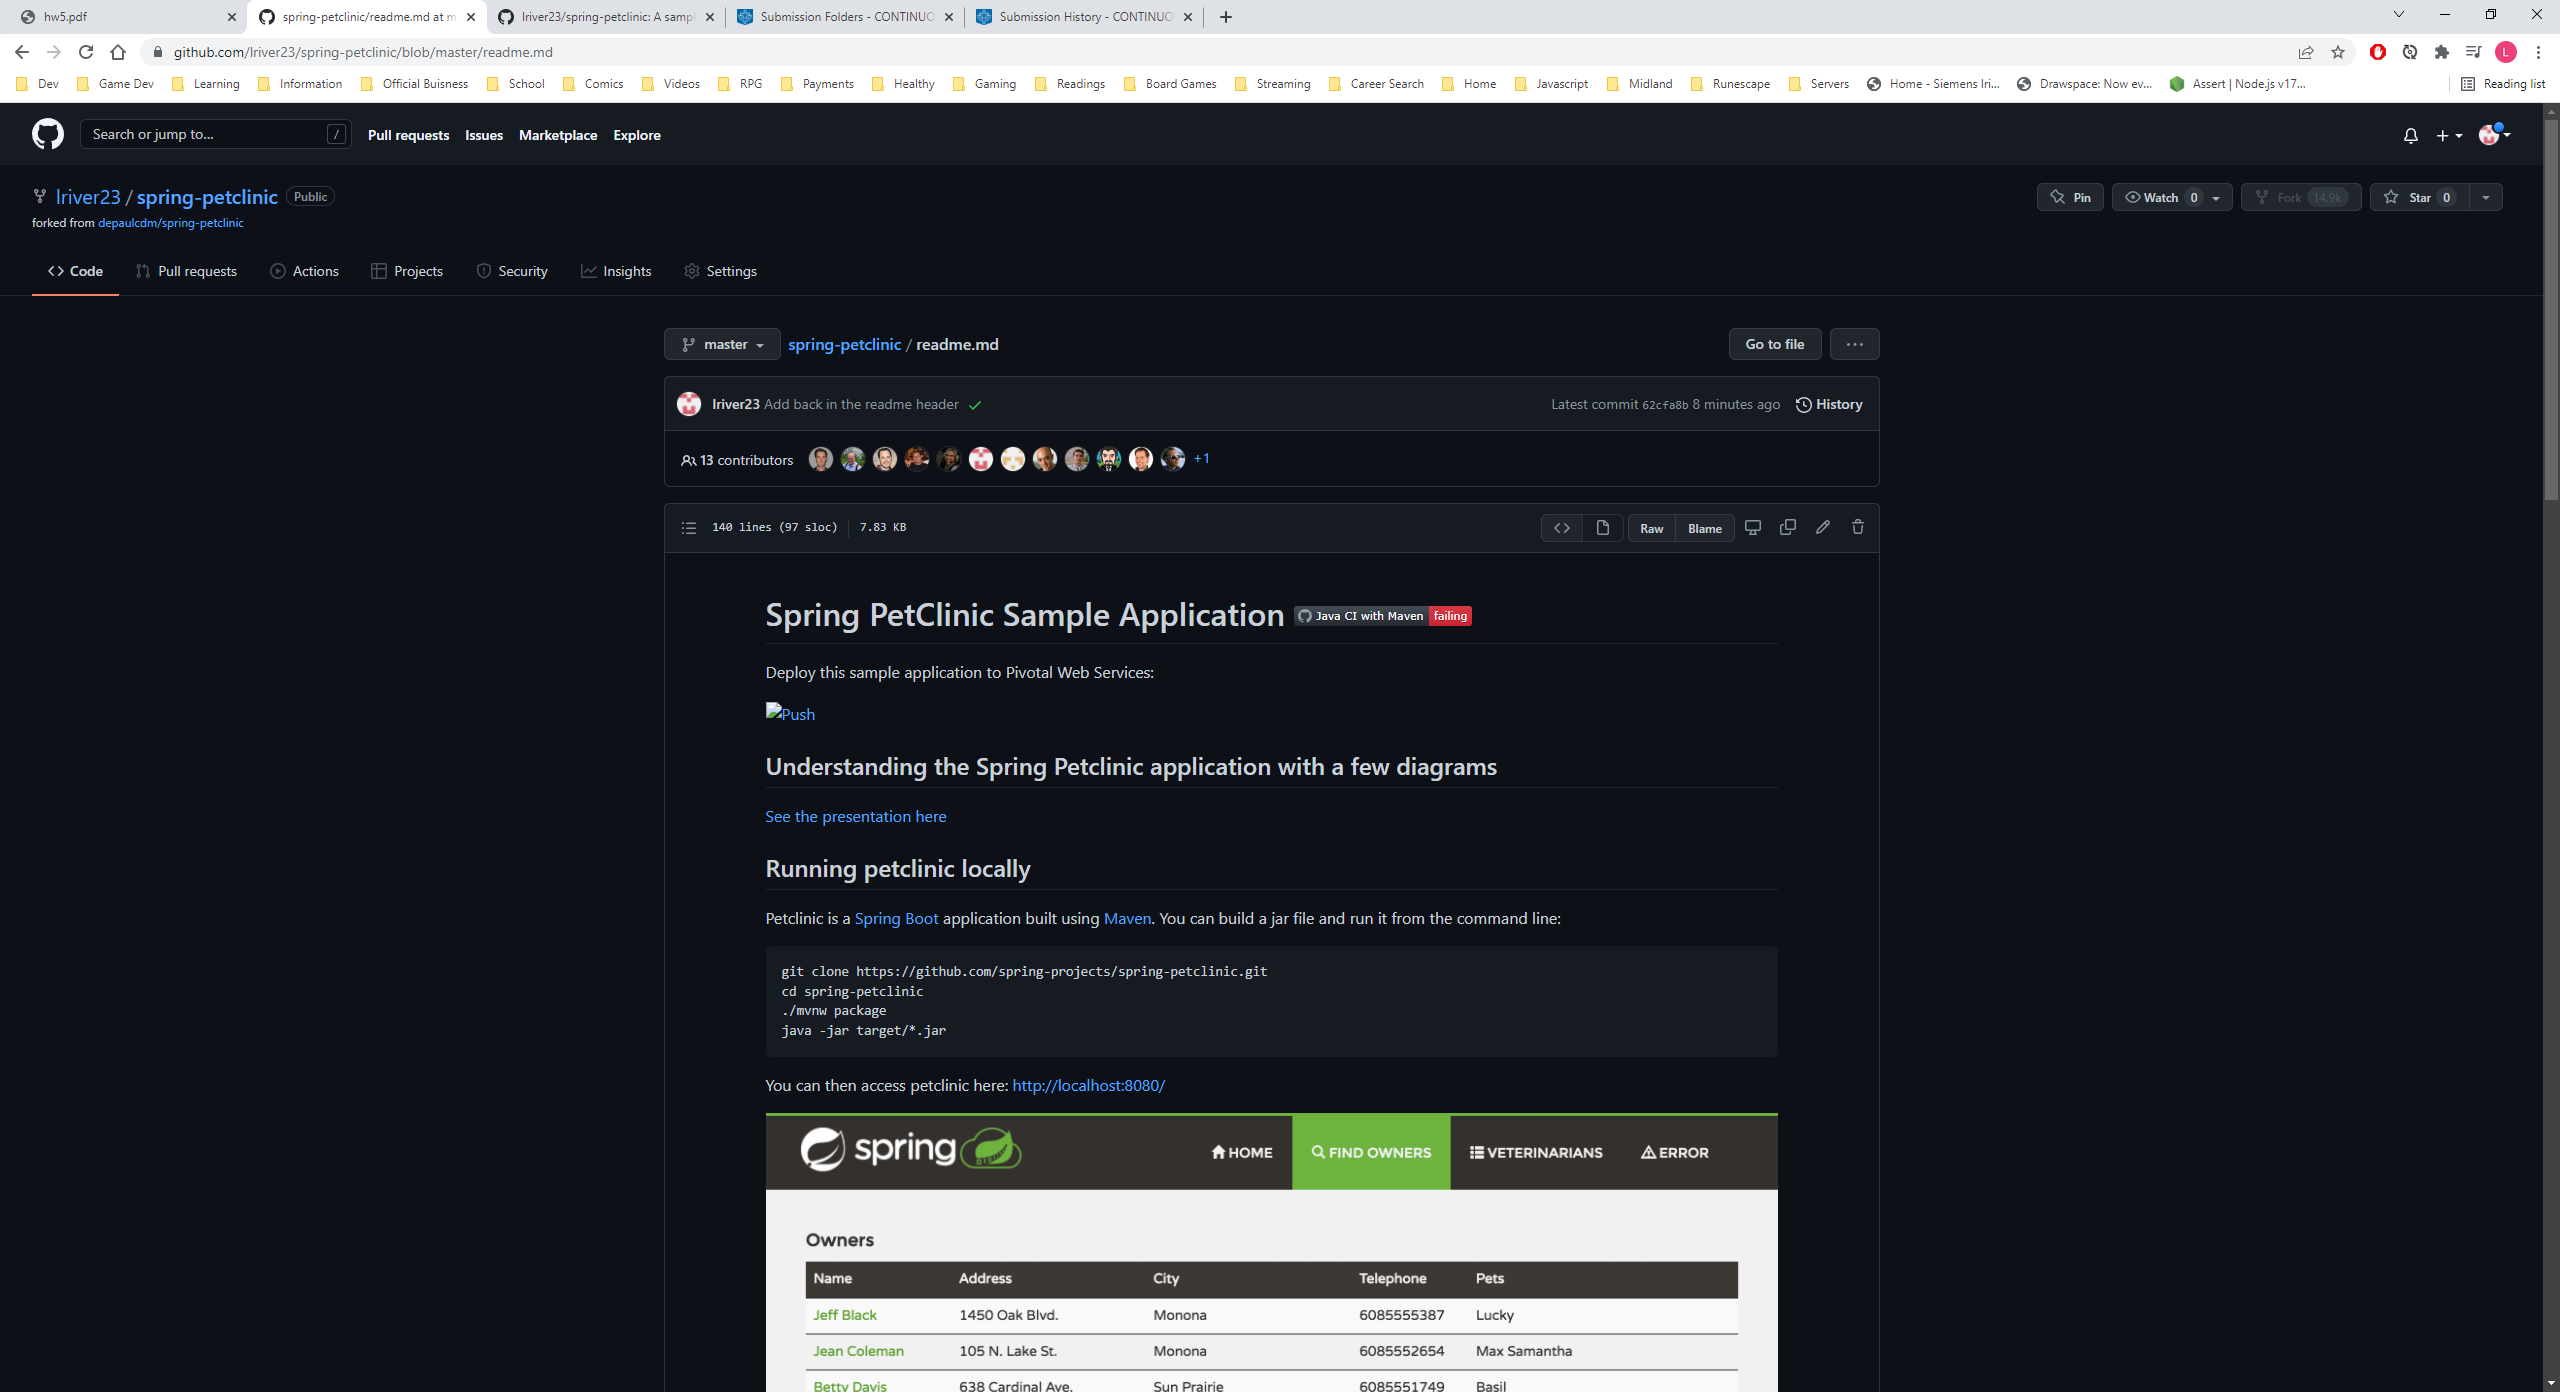 hw5.pdf
spring-petclinic/readme.md at m
lriver23/spring-petclinic: A sampl
Submission Folders - CONTINUO
Submission History - CONTINUO
github.com/lriver23/spring-petclinic/blob/master/readme.md
L
Dev Game Dev Learning Information Official Buisness School Comics Videos RPG Payments Healthy Gaming Readings Board Games Streaming Career Search Home Javascript Midland Runescape Servers Home - Siemens Iri... Drawspace: Now ev... Assert | Node.js v17... Reading list
Search or jump to... /
Pull requests Issues Marketplace Explore
lriver23 / spring-petclinic Public
Pin Watch 0 Fork 14.9k Star 0
forked from depaulcdm/spring-petclinic
Code Pull requests Actions Projects Security Insights Settings
master spring-petclinic / readme.md Go to file ...
lriver23 Add back in the readme header Latest commit 62cfa8b 8 minutes ago History
13 contributors +1
140 lines (97 sloc) 7.83 KB Raw Blame
Spring PetClinic Sample Application Java CI with Maven failing
Deploy this sample application to Pivotal Web Services:
Push
Understanding the Spring Petclinic application with a few diagrams
See the presentation here
Running petclinic locally
Petclinic is a Spring Boot application built using Maven. You can build a jar file and run it from the command line:
git clone https://github.com/spring-projects/spring-petclinic.git
cd spring-petclinic
./mvnw package
java -jar target/*.jar
You can then access petclinic here: http://localhost:8080/
spring HOME FIND OWNERS VETERINARIANS ERROR
Owners
Name Address City Telephone Pets
Jeff Black 1450 Oak Blvd. Monona 6085555387 Lucky
Jean Coleman 105 N. Lake St. Monona 6085552654 Max Samantha
Betty Davis 638 Cardinal Ave. Sun Prairie 6085551749 Basil